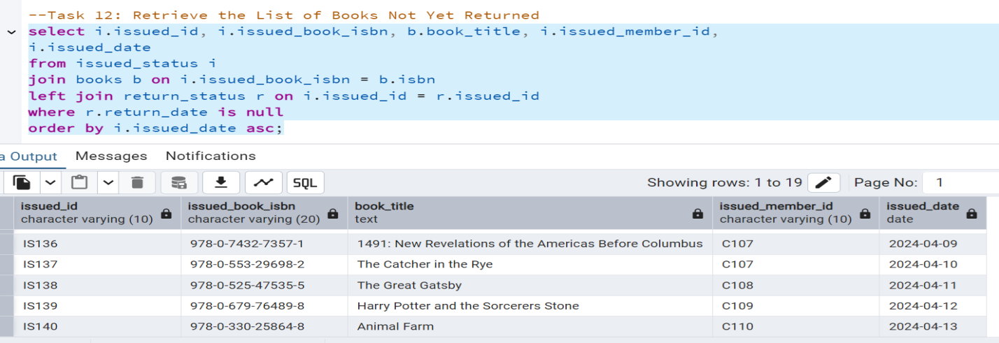 --Task 12: Retrieve the List of Books Not Yet Returned
select i.issued_id, i.issued_book_isbn, b.book_title, i.issued_member_id,
i.issued_date
from issued_status i
join books b on i.issued_book_isbn = b.isbn
left join return_status r on i.issued_id = r.issued_id
where r.return_date is null
order by i.issued_date asc;
a Output Messages Notifications
SQL Showing rows: 1 to 19 Page No: 1
issued_id issued_book_isbn book_title issued_member_id issued_date
character varying (10) character varying (20) text character varying (10) date
IS136 978-0-7432-7357-1 1491: New Revelations of the Americas Before Columbus C107 2024-04-09
IS137 978-0-553-29698-2 The Catcher in the Rye C107 2024-04-10
IS138 978-0-525-47535-5 The Great Gatsby C108 2024-04-11
IS139 978-0-679-76489-8 Harry Potter and the Sorcerers Stone C109 2024-04-12
IS140 978-0-330-25864-8 Animal Farm C110 2024-04-13